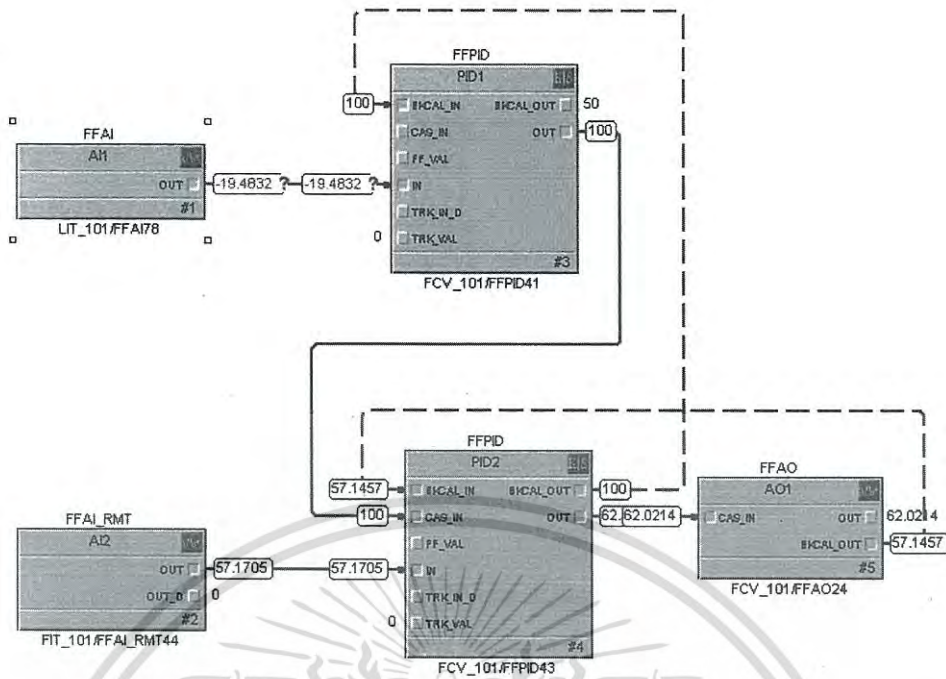 FFPID
PID1
100
BKCAL_IN
BKCAL_OUT
50
CAS_IN
OUT
100
FF_VAL
IN
TRK_IN_D
0
TRK_VAL
#3
FCV_101/FFPID41
FFAI
AI1
OUT
-19.4832 ?
-19.4832 ?
#1
LIT_101/FFAI78
FFPID
PID2
57.1457
BKCAL_IN
BKCAL_OUT
100
100
CAS_IN
OUT
62.
62.0214
FF_VAL
IN
TRK_IN_D
0
TRK_VAL
#4
FCV_101/FFPID43
FFAO
AO1
CAS_IN
OUT
62.0214
BKCAL_OUT
57.1457
#5
FCV_101/FFAO24
FFAI_RMT
AI2
OUT
57.1705
57.1705
OUT_D
0
#2
FIT_101/FFAI_RMT44